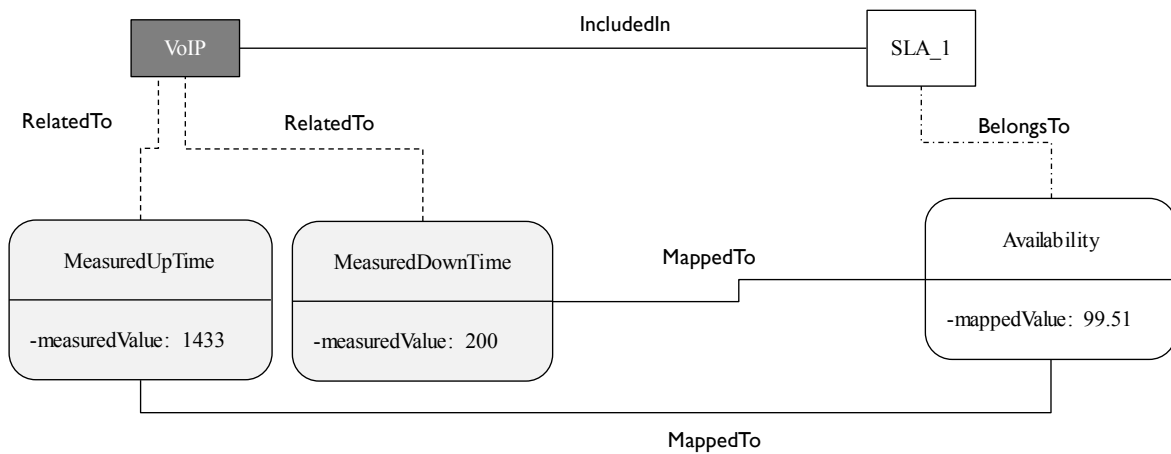 IncludedIn
VoIP
SLA_1
RelatedTo
RelatedTo
BelongsTo
MeasuredUpTime
MeasuredDownTime
MappedTo
Availability
-measuredValue: 1433
-measuredValue: 200
-mappedValue: 99.51
MappedTo